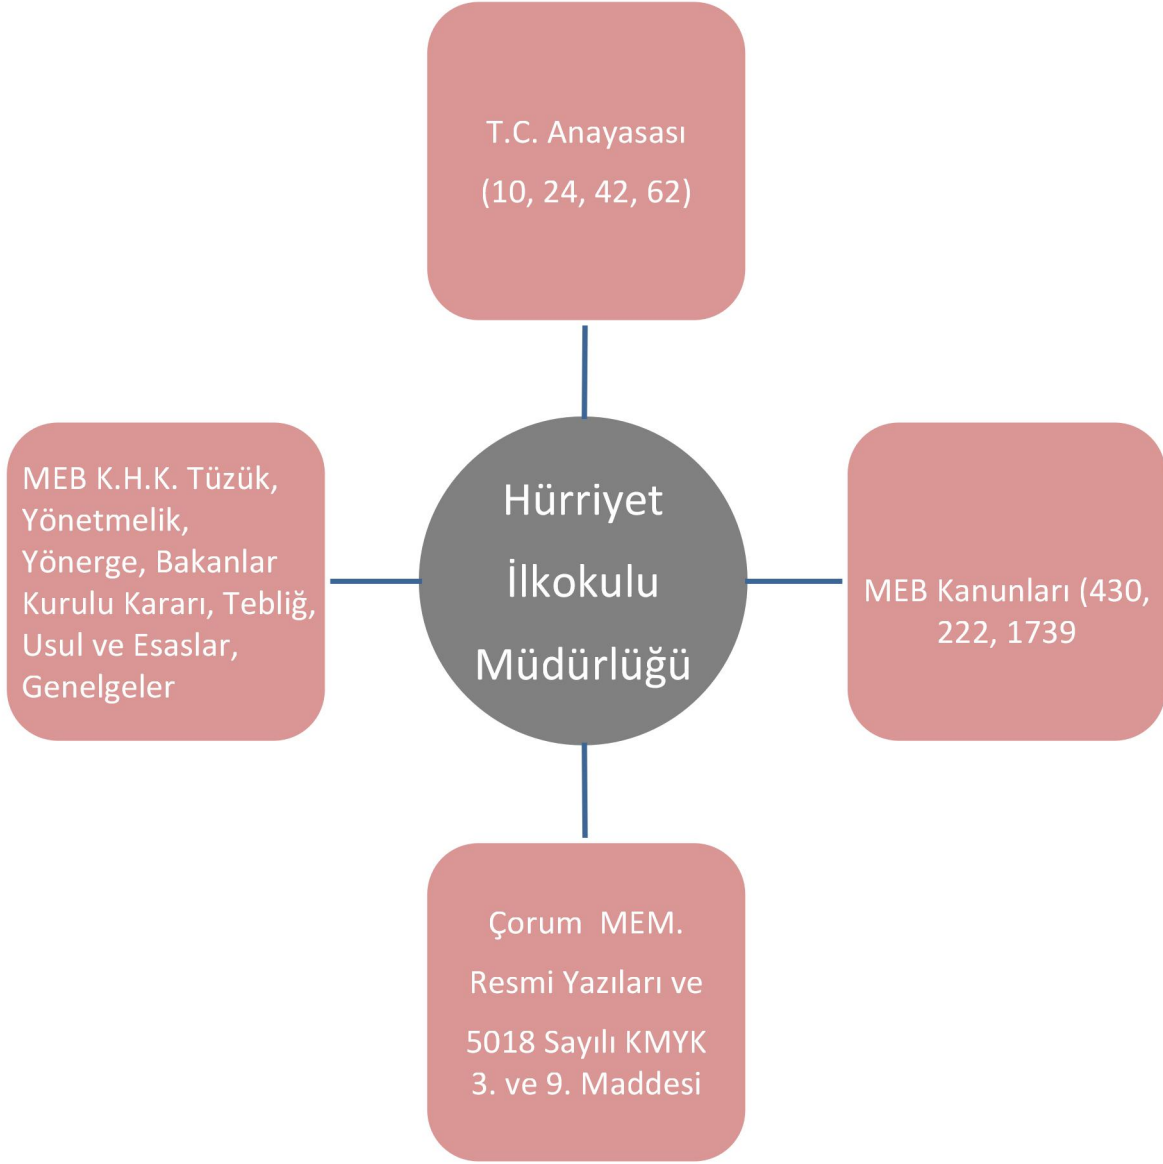 T.C. Anayasası
(10, 24, 42, 62)
MEB K.H.K. Tüzük,
Yönetmelik,
Yönerge, Bakanlar
Kurulu Kararı, Tebliğ,
Usul ve Esaslar,
Genelgeler
Hürriyet
İlkokulu
Müdürlüğü
MEB Kanunları (430,
222, 1739
Çorum  MEM.
Resmi Yazıları ve
5018 Sayılı KMYK
3. ve 9. Maddesi